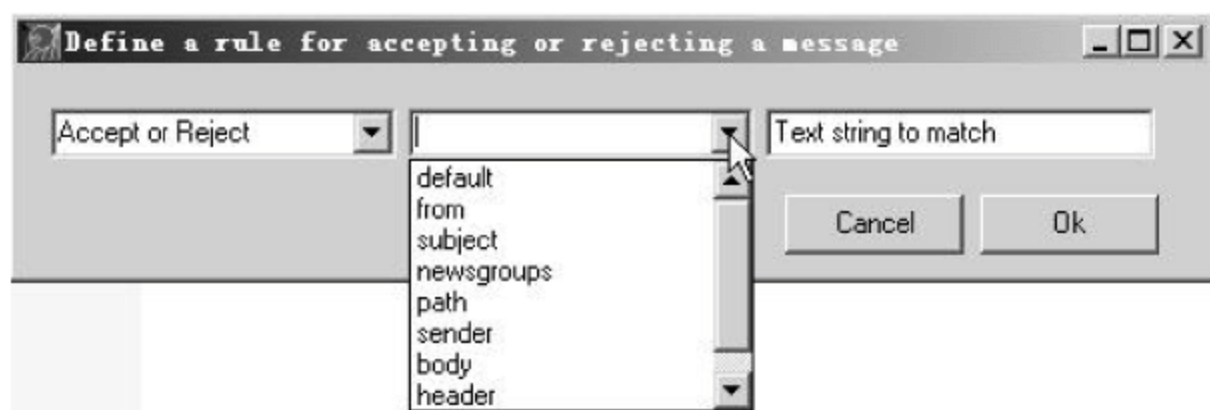 Define a rule for accepting or rejecting a message
Accept or Reject
Text string to match
default
from
subject
newsgroups
path
sender
body
header
Cancel
Ok